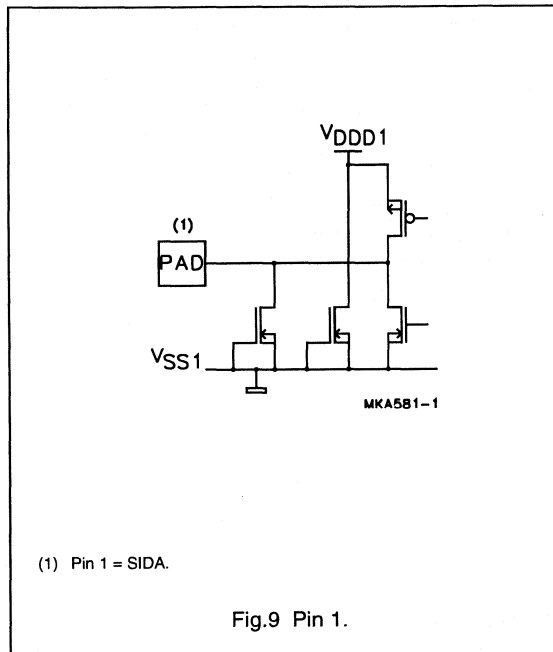 VDDD1
(1)
PAD
VSS1
MKA581-1
(1) Pin 1 = SIDA.
Fig.9 Pin 1.